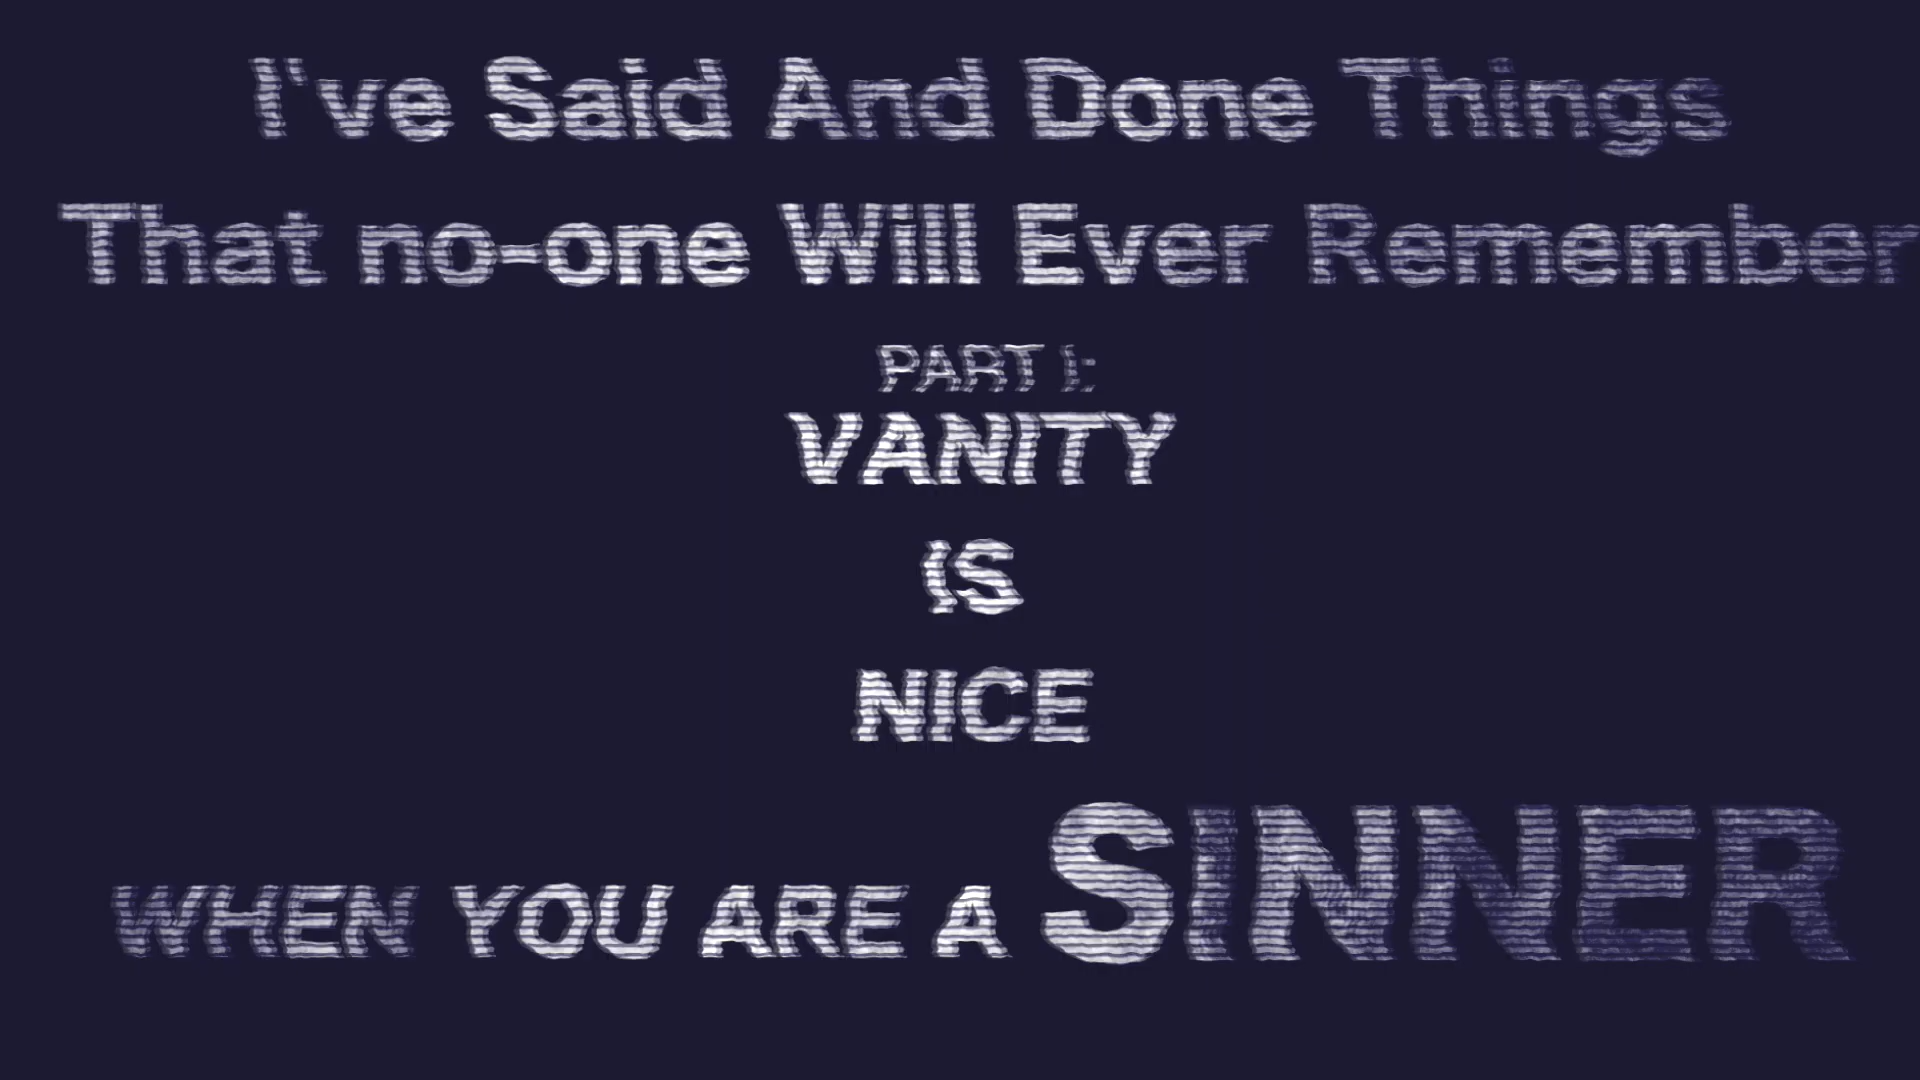 I've Said And Done Things
That no-one Will Ever Remember
PART I:
VANITY
IS
NICE
WHEN YOU ARE A SINNER